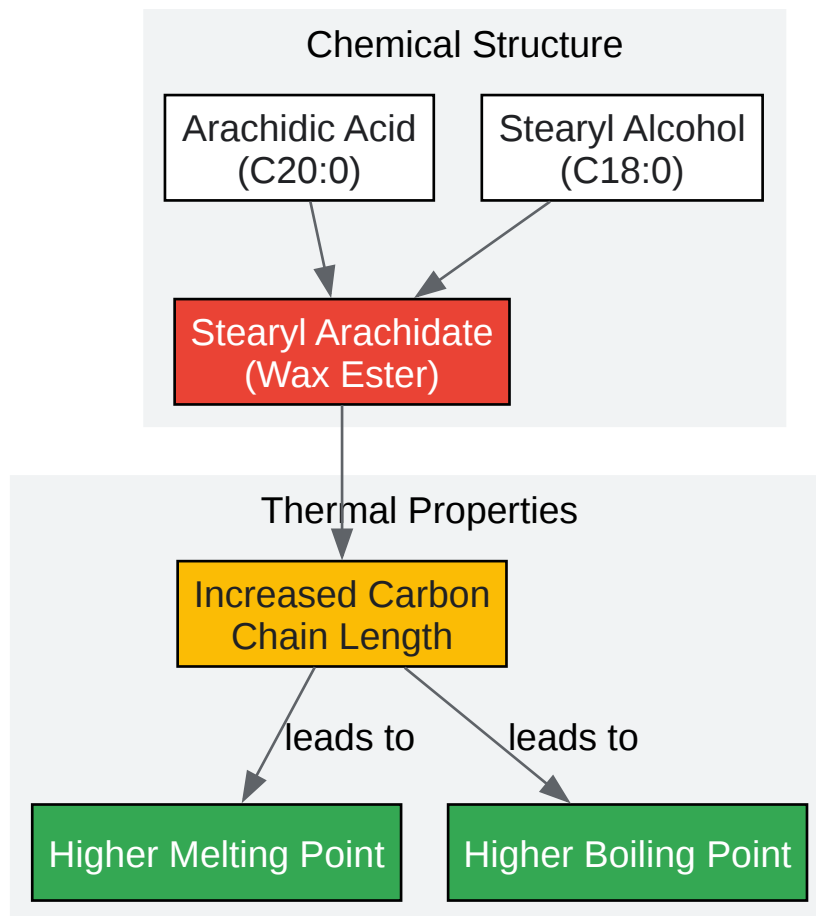 Chemical Structure
Arachidic Acid
(C20:0)
Stearyl Alcohol
(C18:0)
Stearyl Arachidate
(Wax Ester)
Thermal Properties
Increased Carbon
Chain Length
leads to
leads to
Higher Melting Point
Higher Boiling Point